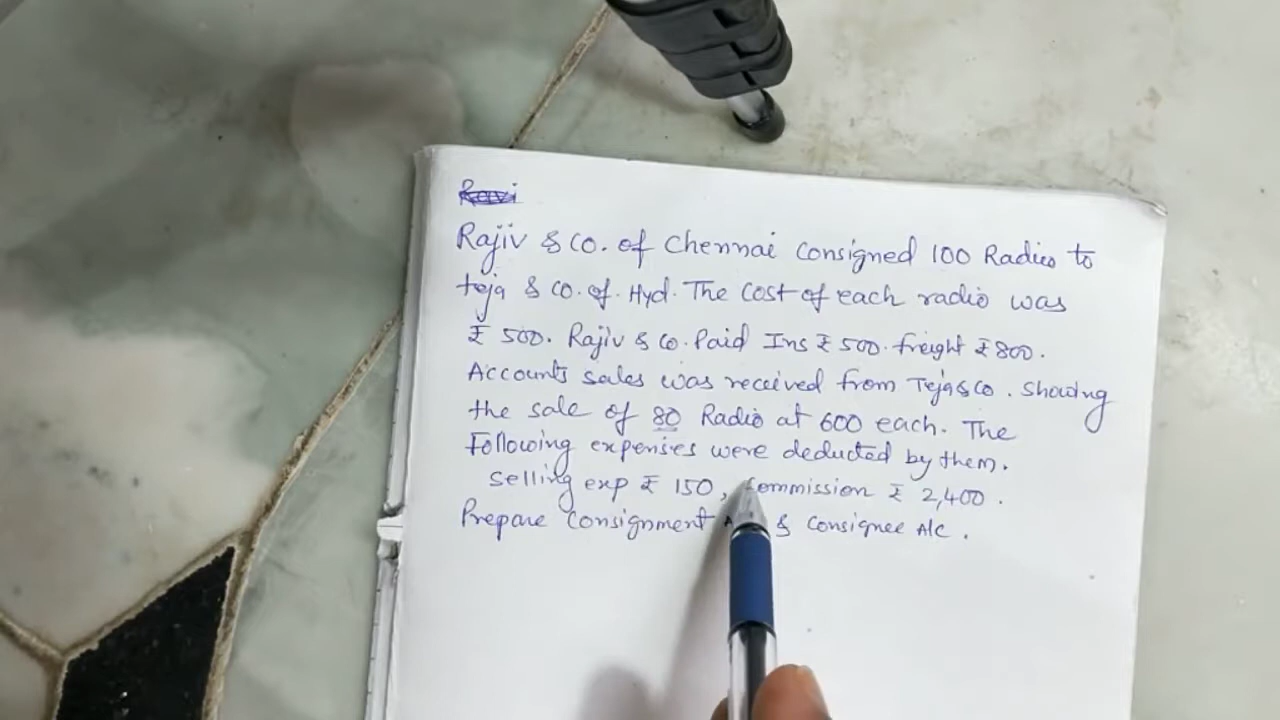 Rajiv & Co. of Chennai Consigned 100 Radios to
teja & Co. of. Hyd. The Cost of each radio was
₹ 500. Rajiv & Co. Paid Ins ₹ 500. freight ₹ 800.
Accounts sales was received from Teja & Co. Showing
the sale of 80 Radio at 600 each. The
following expenses were deducted by them.
Selling exp ₹ 150, Commission ₹ 2,400.
Prepare Consignment & Consignee A/c.